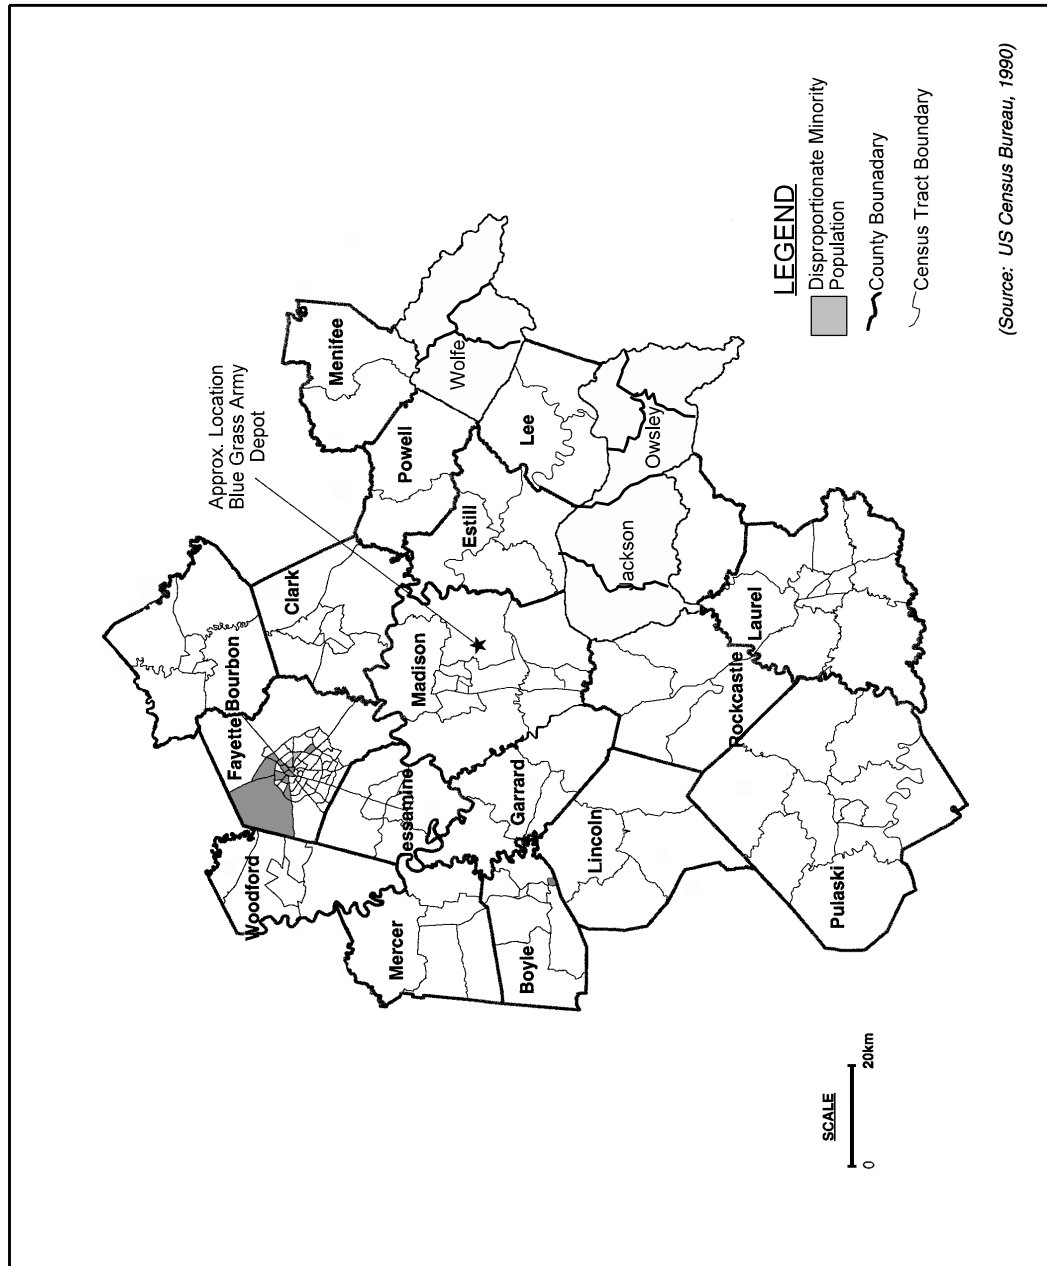 Approx. Location
Blue Grass Army
Depot
Menifee
Wolfe
Powell
Lee
Owsley
Estill
Jackson
Clark
Bourbon
Fayette
Madison
Laurel
Rockcastle
Woodford
essamine
Garrard
Lincoln
Mercer
Boyle
Pulaski
LEGEND
Disproportionate Minority
Population
County Bounadary
Census Tract Boundary
(Source: US Census Bureau, 1990)
SCALE
0 20km